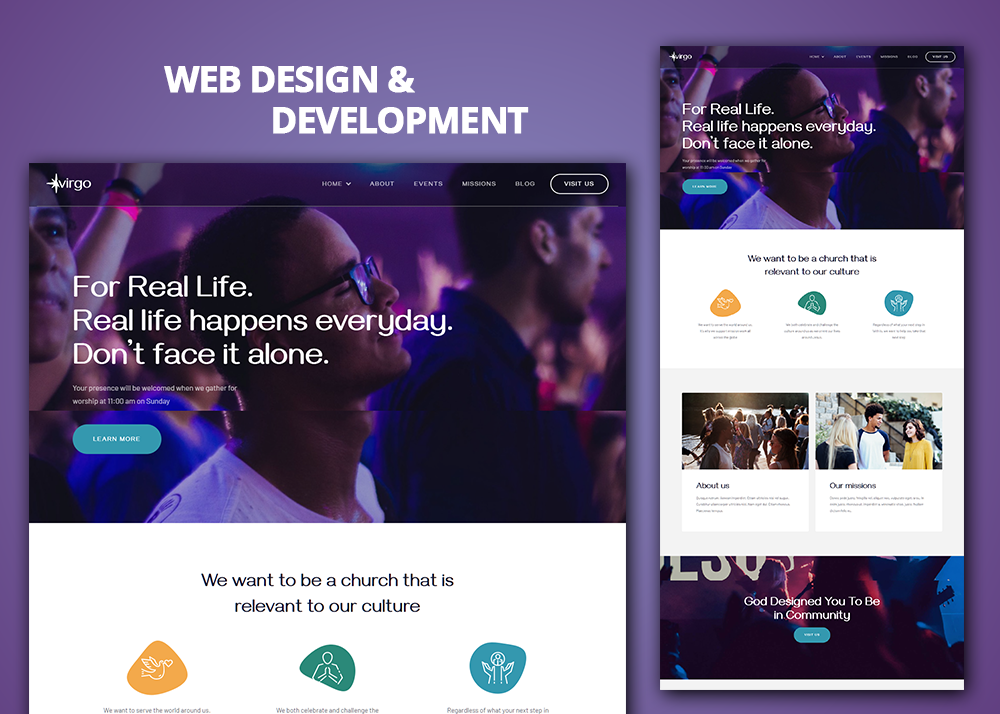 WEB DESIGN &
DEVELOPMENT
virgo
HOME ABOUT EVENTS MISSIONS BLOG VISIT US
For Real Life.
Real life happens everyday.
Don't face it alone.
Your presence will be welcomed when we gather for
worship at 11:00 am on Sunday
LEARN MORE
We want to be a church that is
relevant to our culture
We want to serve the world around us.
We both celebrate and challenge the
Regardless of what your next step in
virgo
HOME ABOUT EVENTS MISSIONS BLOG VISIT US
For Real Life.
Real life happens everyday.
Don't face it alone.
Your presence will be welcomed when we gather for
worship at 11:00 am on Sunday
LEARN MORE
We want to be a church that is
relevant to our culture
About us
Our missions
God Designed You To Be
in Community
VISIT US